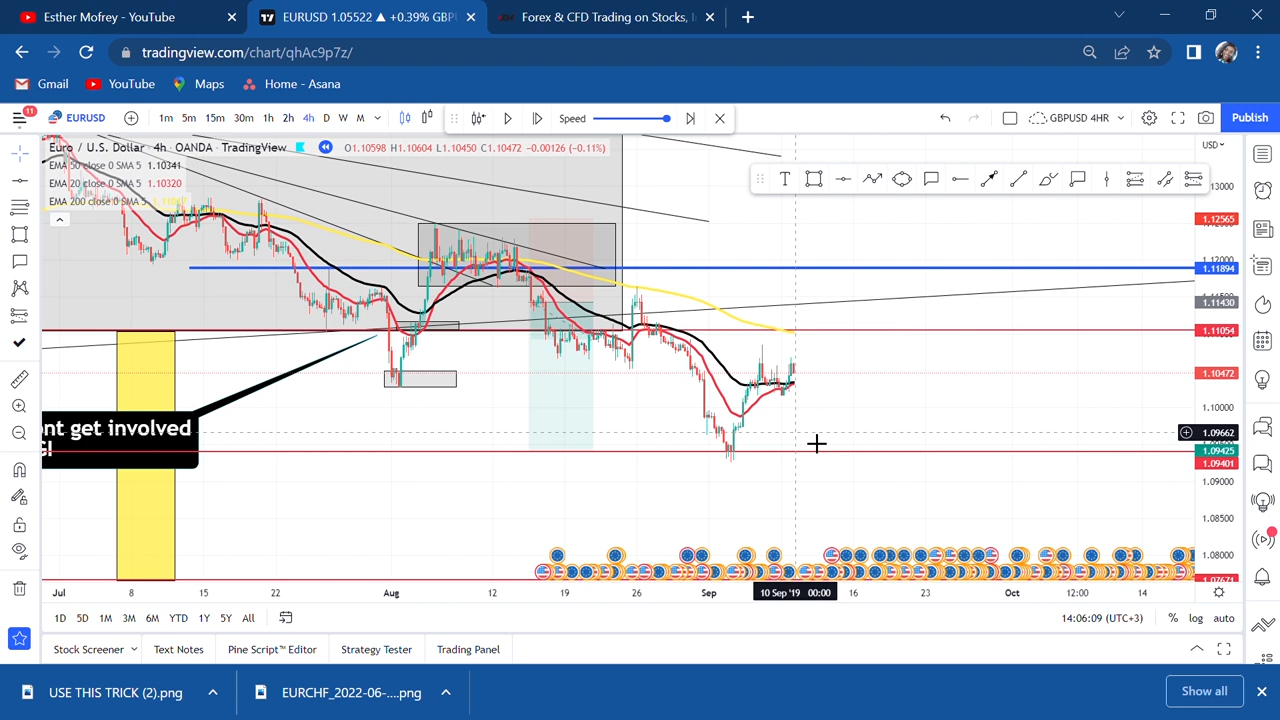 Esther Mofrey - YouTube
EURUSD 1.05522 ▲ +0.39% GBP
Forex & CFD Trading on Stocks, I
tradingview.com/chart/qhAc9p7z/
Gmail YouTube Maps Home - Asana
11
EURUSD 1m 5m 15m 30m 1h 2h 4h D W M Speed GBPUSD 4HR Publish
Euro / U.S. Dollar · 4h · OANDA · TradingView O1.10598 H1.10604 L1.10450 C1.10472 −0.00126 (−0.11%)
USD
EMA 50 close 0 SMA 5 1.10341
EMA 20 close 0 SMA 5 1.10320
EMA 200 close 0 SMA 5
1.13000
1.12565
1.12000
1.11894
1.11430
1.11054
1.10472
1.10000
1.09662
1.09425
1.09401
1.09000
1.08500
1.08000
1.07671
ont get involved
G!
Jul 8 15 22 Aug 12 19 26 Sep 10 Sep '19 00:00 16 23 Oct 12:00 14
1D 5D 1M 3M 6M YTD 1Y 5Y All 14:06:09 (UTC+3) % log auto
Stock Screener Text Notes Pine Script™ Editor Strategy Tester Trading Panel
USE THIS TRICK (2).png EURCHF_2022-06-....png Show all